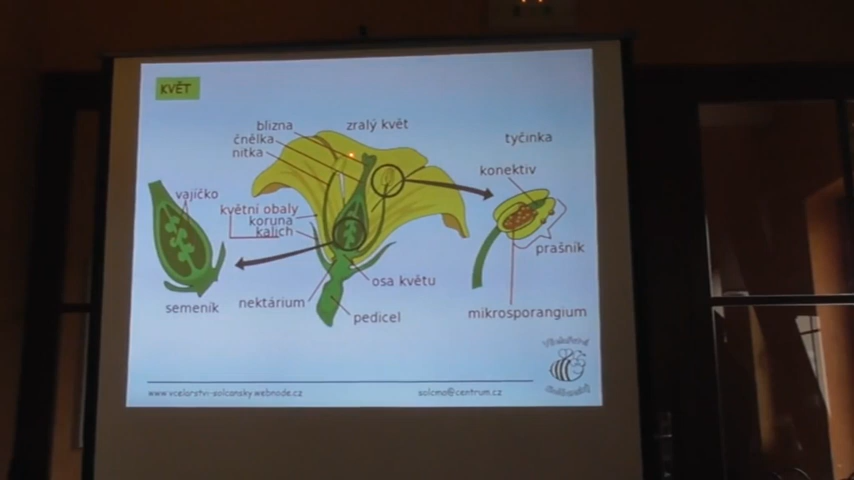 KVĚT
blizna
zralý květ
čnělka
nitka
tyčinka
konektiv
vajíčko
květní obaly
koruna
kalich
prašník
osa květu
semeník
nektárium
pedicel
mikrosporangium
www.vcelarstvi-solcansky.webnode.cz
solcma@centrum.cz